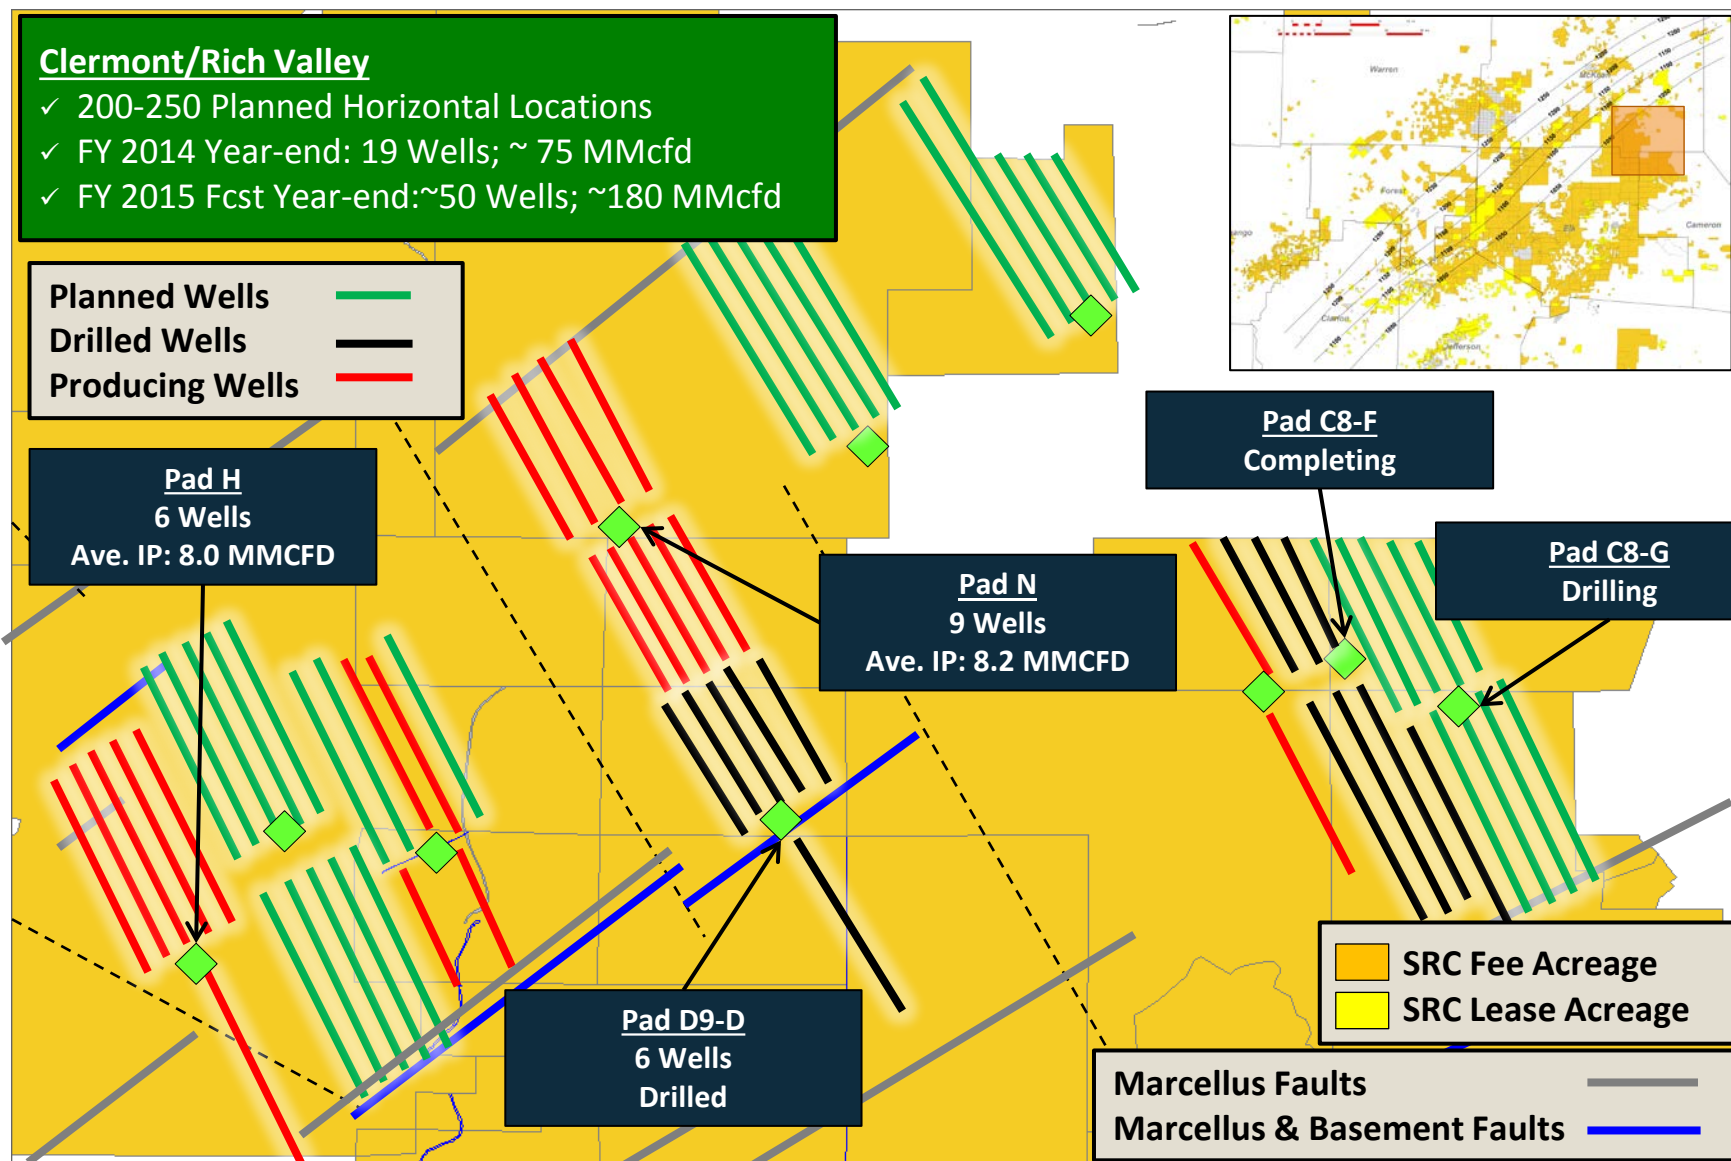 Clermont/Rich Valley
✓ 200-250 Planned Horizontal Locations
✓ FY 2014 Year-end: 19 Wells; ~ 75 MMcfd
✓ FY 2015 Fcst Year-end:~50 Wells; ~180 MMcfd
Planned Wells
Drilled Wells
Producing Wells
Warren
McKean
Forest
Elk
Cameron
Clarion
Jefferson
Pad H
6 Wells
Ave. IP: 8.0 MMCFD
Pad N
9 Wells
Ave. IP: 8.2 MMCFD
Pad C8-F
Completing
Pad C8-G
Drilling
Pad D9-D
6 Wells
Drilled
SRC Fee Acreage
SRC Lease Acreage
Marcellus Faults
Marcellus & Basement Faults